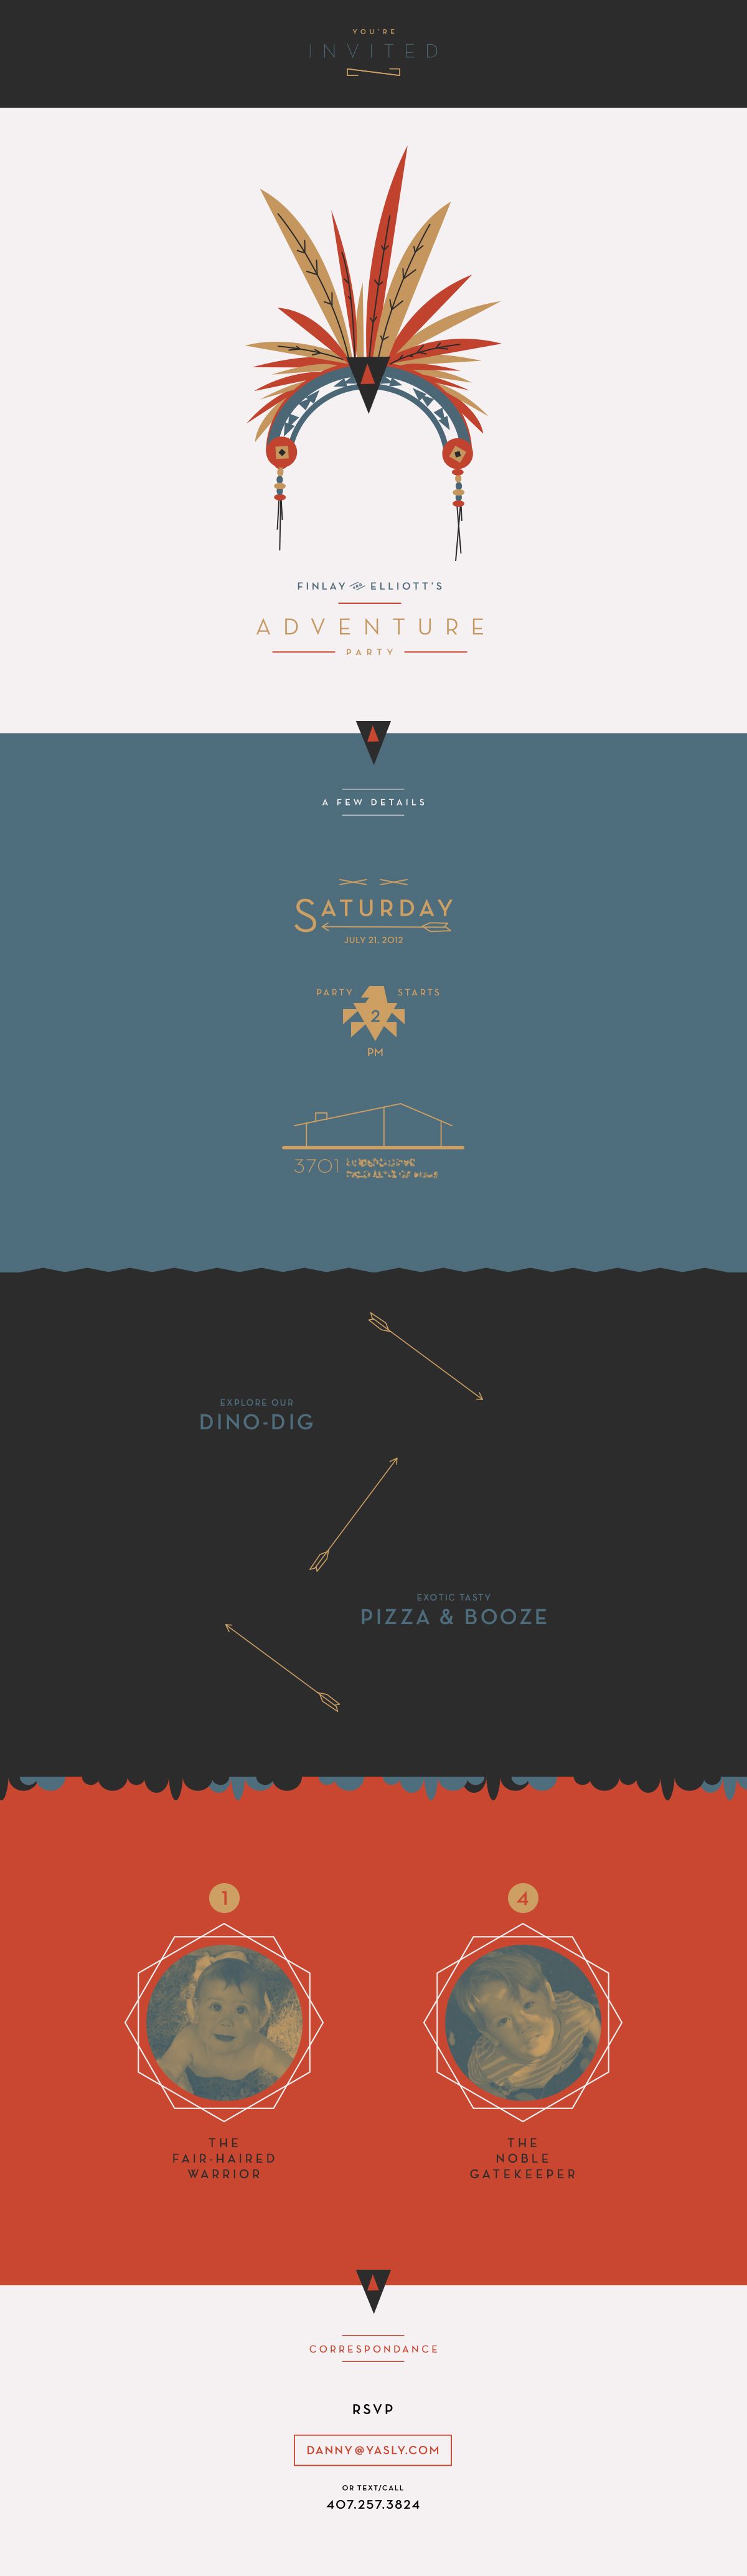 YOU'RE
INVITED
FINLAY AND ELLIOTT'S
ADVENTURE
PARTY
A FEW DETAILS
SATURDAY
JULY 21, 2012
PARTY STARTS
2
PM
3701
EXPLORE OUR
DINO-DIG
EXOTIC TASTY
PIZZA & BOOZE
1
4
THE
FAIR-HAIRED
WARRIOR
THE
NOBLE
GATEKEEPER
CORRESPONDANCE
RSVP
DANNY@YASLY.COM
OR TEXT/CALL
407.257.3824